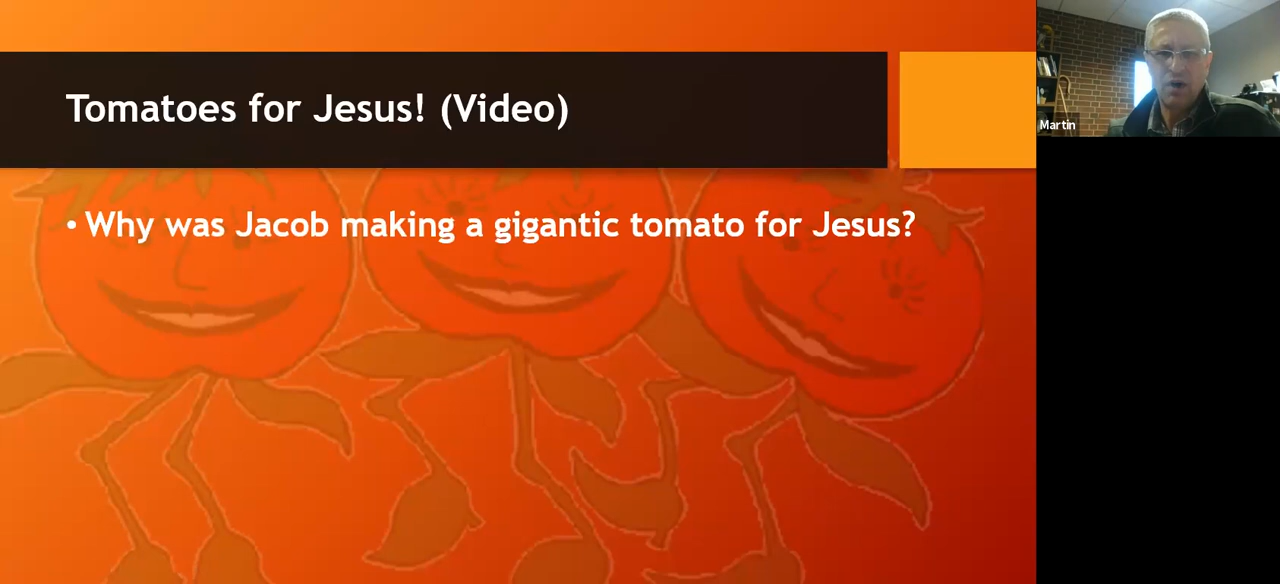 Tomatoes for Jesus! (Video)
• Why was Jacob making a gigantic tomato for Jesus?
Martin